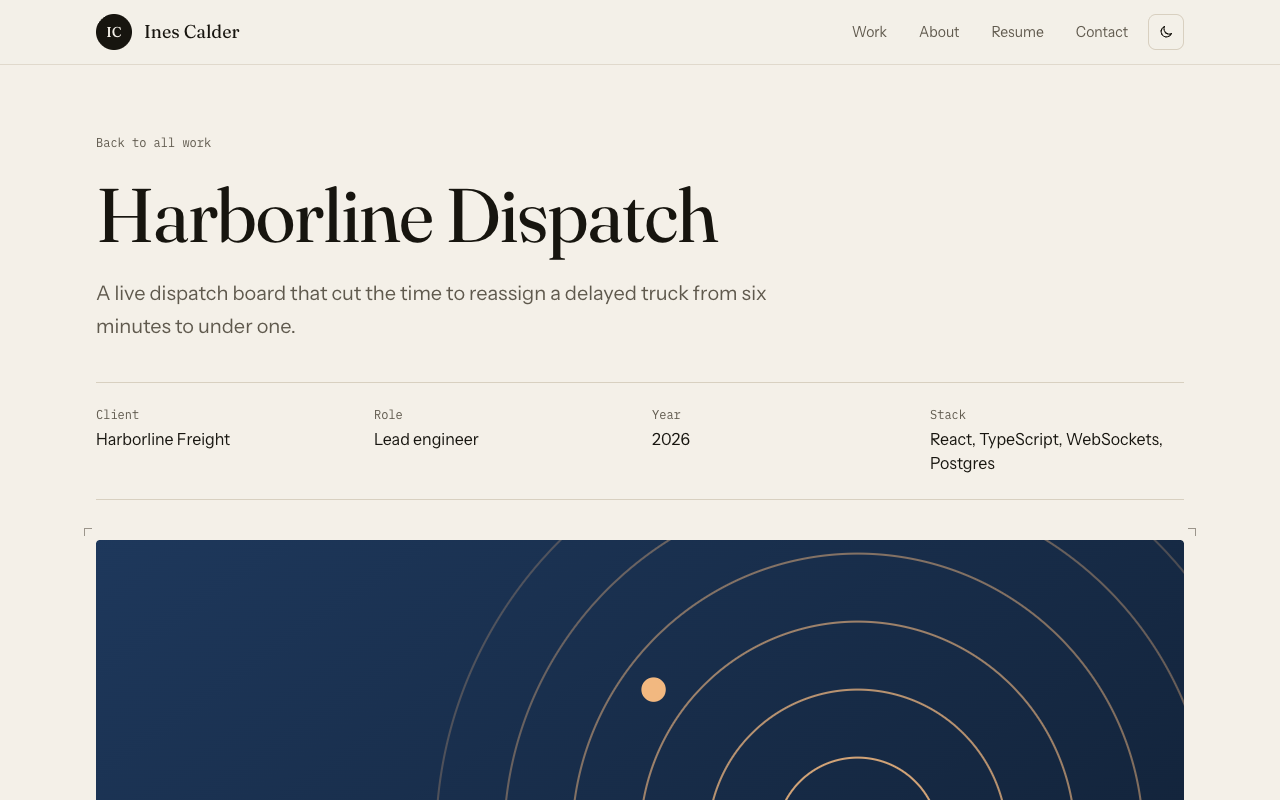 IC Ines Calder Work About Resume Contact
Back to all work
Harborline Dispatch
A live dispatch board that cut the time to reassign a delayed truck from six
minutes to under one.
Client Role Year Stack
Harborline Freight Lead engineer 2026 React, TypeScript, WebSockets,
Postgres